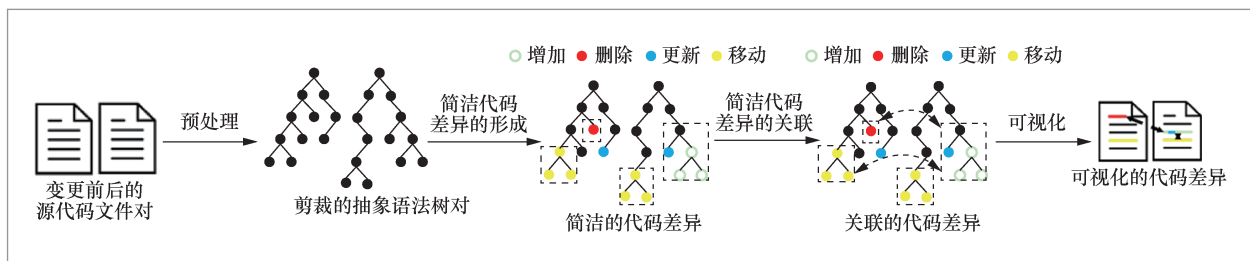 增加 删除 更新 移动
增加 删除 更新 移动
预处理
简洁代码
差异的形成
简洁代码
差异的关联
可视化
变更前后的
源代码文件对
剪裁的抽象语法树对
简洁的代码差异
关联的代码差异
可视化的代码差异